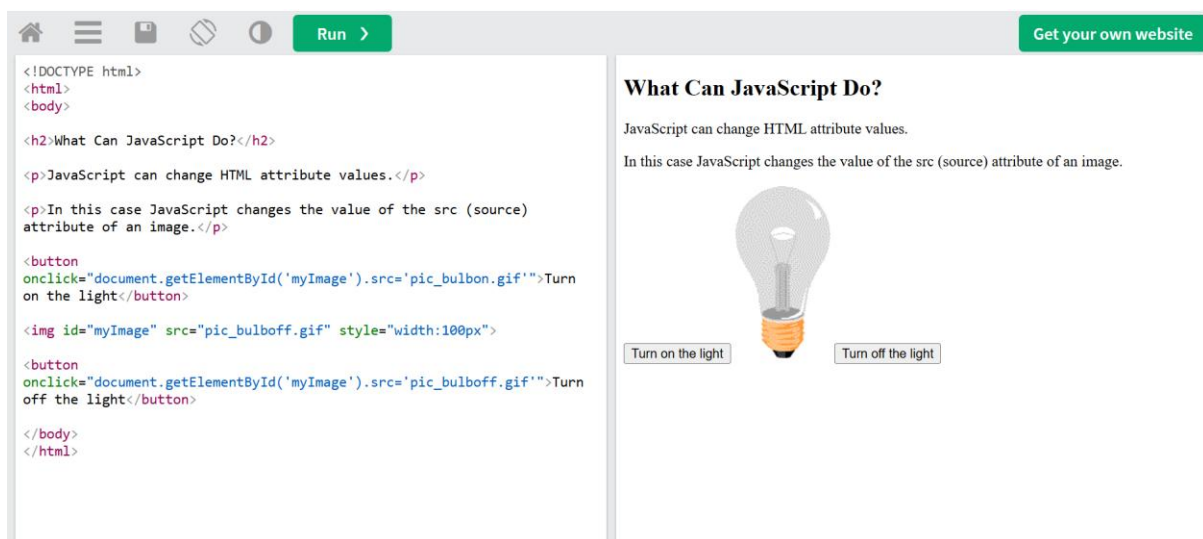 Run ❯
Get your own website
<!DOCTYPE html>
<html>
<body>
<h2>What Can JavaScript Do?</h2>
<p>JavaScript can change HTML attribute values.</p>
<p>In this case JavaScript changes the value of the src (source)
attribute of an image.</p>
<button
onclick="document.getElementById('myImage').src='pic_bulbon.gif'">Turn
on the light</button>
<img id="myImage" src="pic_bulboff.gif" style="width:100px">
<button
onclick="document.getElementById('myImage').src='pic_bulboff.gif'">Turn
off the light</button>
</body>
</html>
What Can JavaScript Do?
JavaScript can change HTML attribute values.
In this case JavaScript changes the value of the src (source) attribute of an image.
Turn on the light
Turn off the light